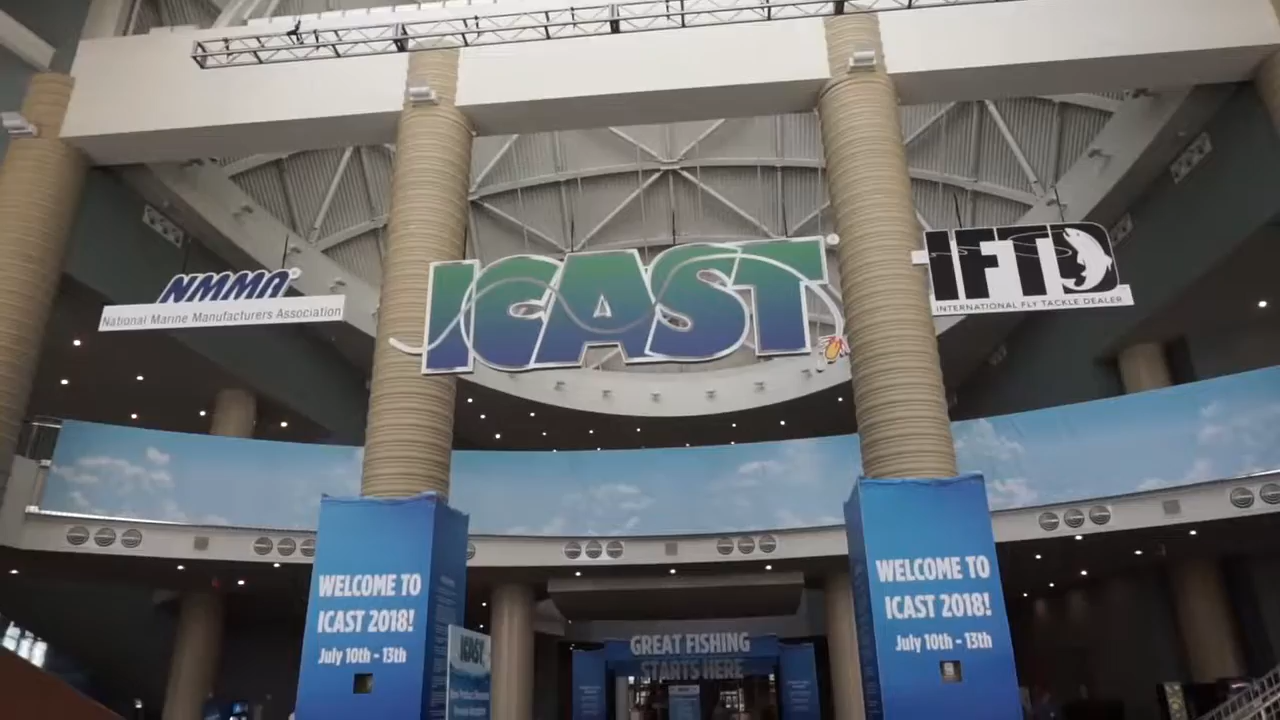 NMMA
National Marine Manufacturers Association
ICAST
IFTD
INTERNATIONAL FLY TACKLE DEALER
WELCOME TO
ICAST 2018!
July 10th - 13th
WELCOME TO
ICAST 2018!
July 10th - 13th
ICAST
GREAT FISHING
STARTS HERE